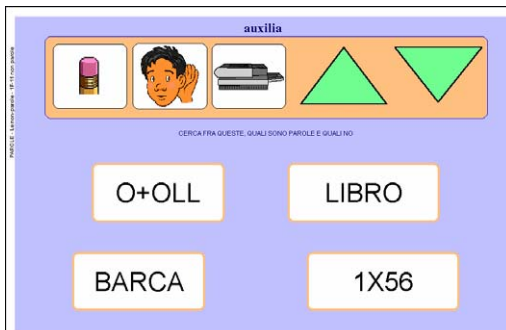 auxilia
CERCA FRA QUESTE, QUALI SONO PAROLE E QUALI NO
O+OLL
LIBRO
BARCA
1X56